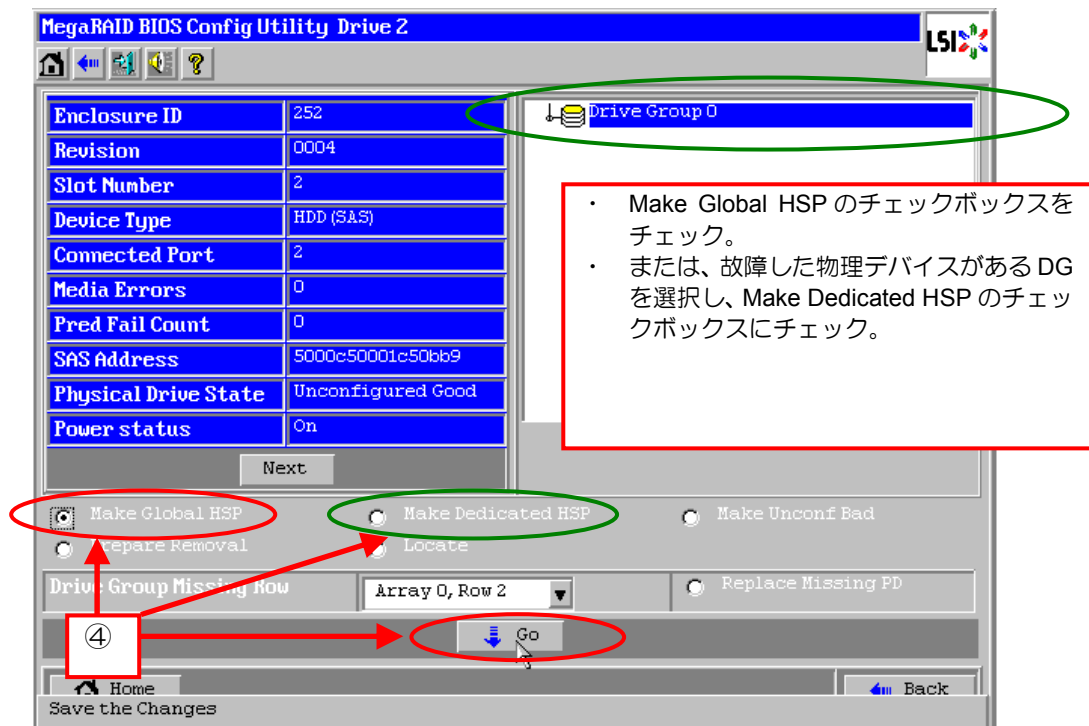 MegaRAID BIOS Config Utility Drive 2
LSI
Enclosure ID 252
Revision 0004
Slot Number 2
Device Type HDD (SAS)
Connected Port 2
Media Errors 0
Pred Fail Count 0
SAS Address 5000c50001c50bb9
Physical Drive State Unconfigured Good
Power status On
Next
Drive Group 0
・ Make Global HSP のチェックボックスを
チェック。
・ または、故障した物理デバイスがある DG
を選択し、Make Dedicated HSP のチェッ
クボックスにチェック。
Make Global HSP Make Dedicated HSP Make Unconf Bad
Prepare Removal Locate
Drive Group Missing Row Array 0, Row 2 Replace Missing PD
④
Go
Home Back
Save the Changes